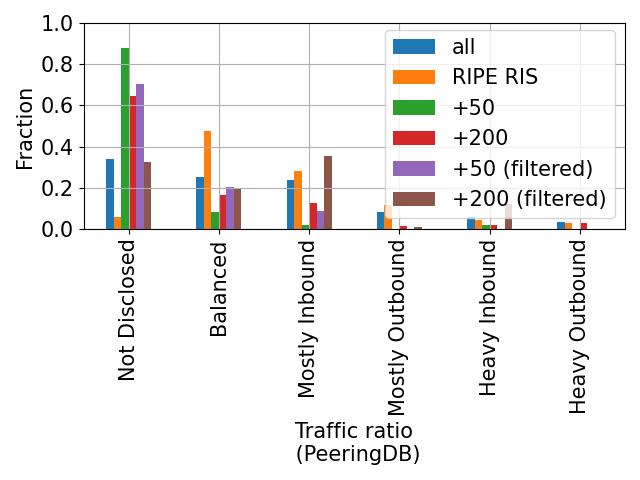 1.0
0.8
0.6
0.4
0.2
0.0
Fraction
all
RIPE RIS
+50
+200
+50 (filtered)
+200 (filtered)
Not Disclosed
Balanced
Mostly Inbound
Mostly Outbound
Heavy Inbound
Heavy Outbound
Traffic ratio
(PeeringDB)